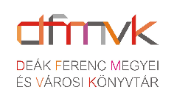 dfmvk
DEÁK FERENC MEGYEI
ÉS VÁROSI KÖNYVTÁR